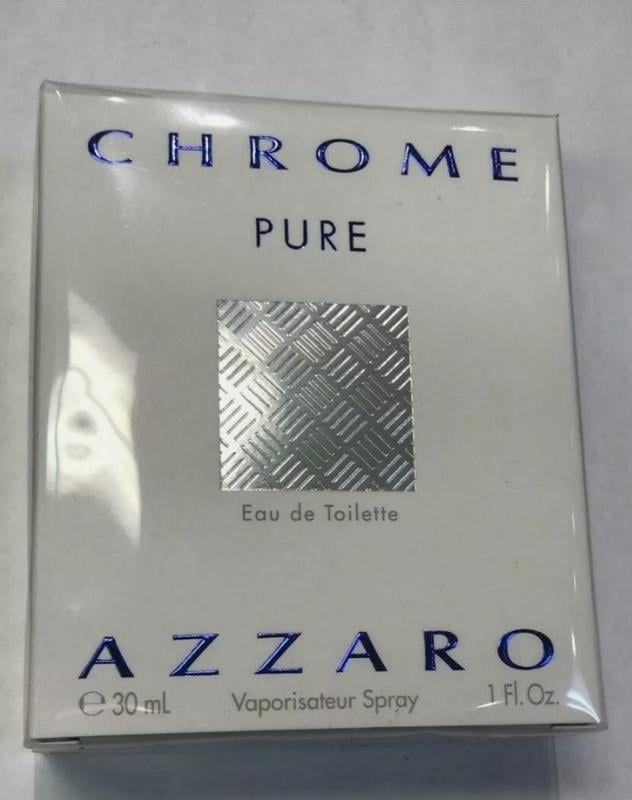 CHROME
PURE
Eau de Toilette
AZZARO
℮ 30 mL Vaporisateur Spray 1 Fl. Oz.